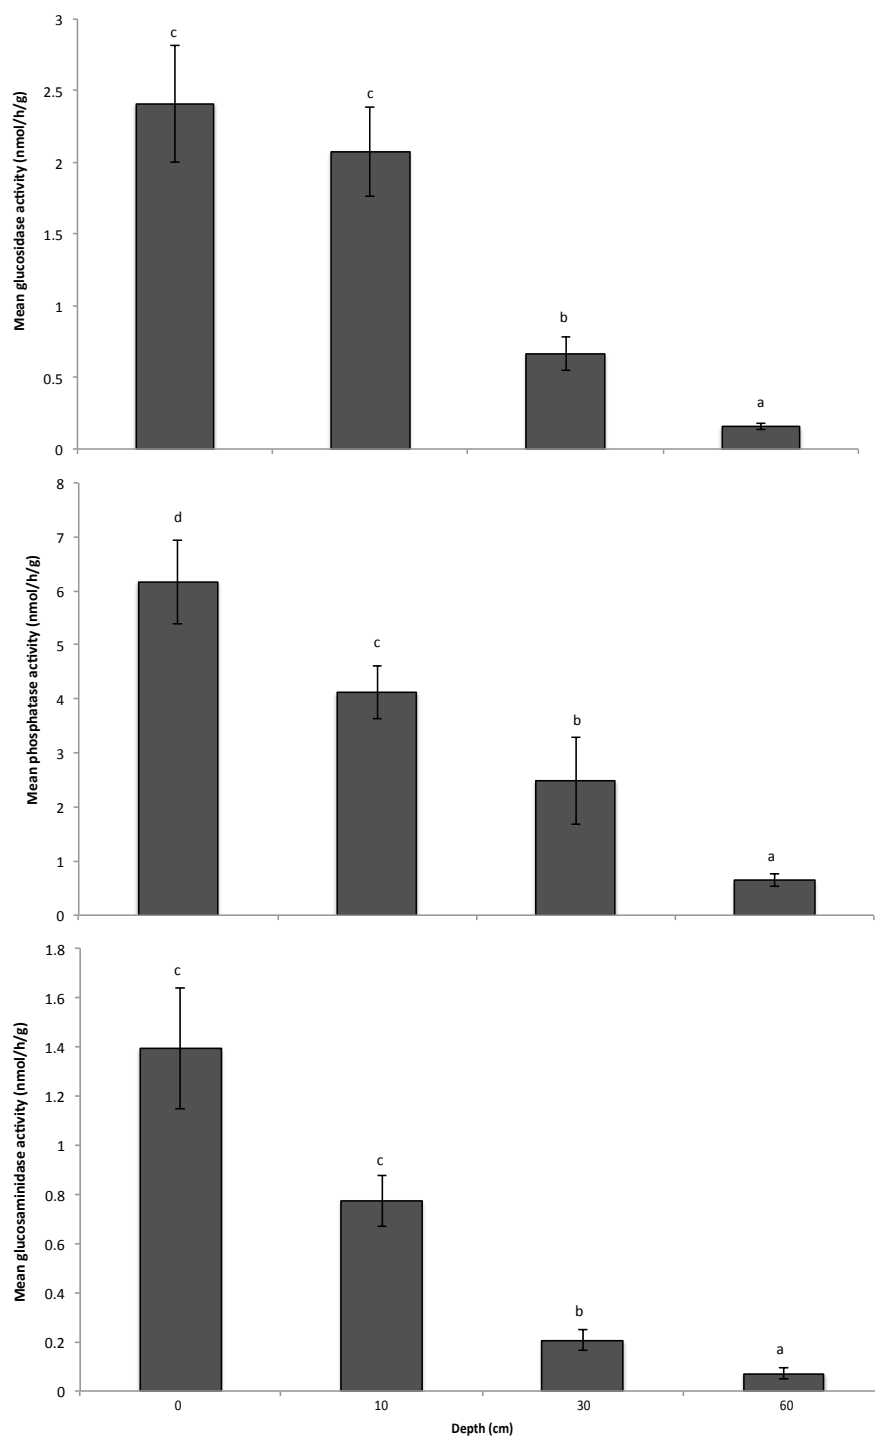 Mean glucosidase activity (nmol/h/g)
3
2.5
2
1.5
1
0.5
0
c
c
b
a
Mean phosphatase activity (nmol/h/g)
8
7
6
5
4
3
2
1
0
d
c
b
a
Mean glucosaminidase activity (nmol/h/g)
1.8
1.6
1.4
1.2
1
0.8
0.6
0.4
0.2
0
c
c
b
a
0 10 30 60
Depth (cm)